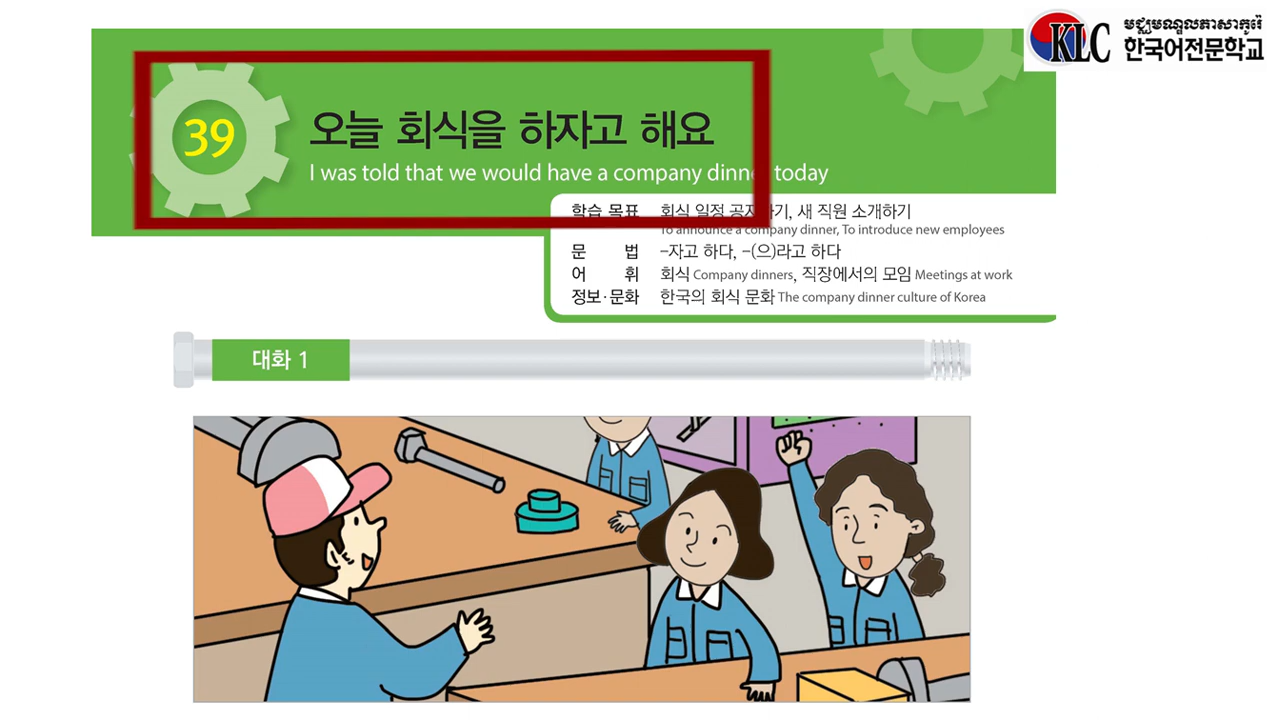 KLC
មជ្ឈមណ្ឌលភាសាកូរ៉េ
한국어전문학교
39
오늘 회식을 하자고 해요
I was told that we would have a company dinner today
학습 목표 회식 일정 공지하기, 새 직원 소개하기
To announce a company dinner, To introduce new employees
문 법 -자고 하다, -(으)라고 하다
어 휘 회식 Company dinners, 직장에서의 모임 Meetings at work
정보·문화 한국의 회식 문화 The company dinner culture of Korea
대화 1